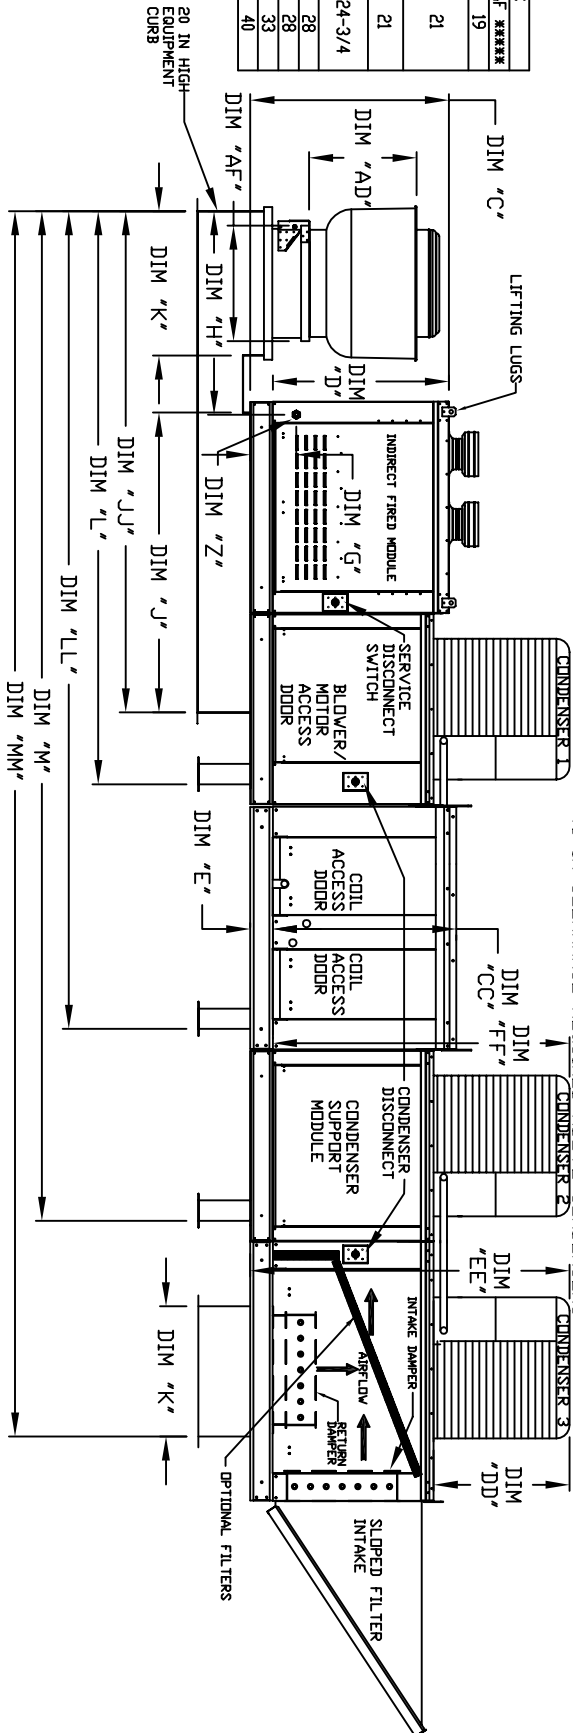 F *****
19
21
21
24-3/4
28
28
33
40
20 IN HIGH
EQUIPMENT
CURB
DIM "C"
DIM "AD"
DIM "AF"
LIFTING LUGS
DIM "K"
DIM "H"
DIM
"D"
DIM "Z"
DIM "G"
INDIRECT FIRED MODULE
DIM "J"
DIM "JJ"
DIM "L"
DIM "LL"
DIM "M"
DIM "MM"
SERVICE
DISCONNECT
SWITCH
BLOWER/
MOTOR
ACCESS
DOOR
CONDENSER 1
DIM "E"
COIL
ACCESS
DOOR
COIL
ACCESS
DOOR
DIM
"CC"
DIM
"FF"
CONDENSER
DISCONNECT
CONDENSER
SUPPORT
MODULE
CONDENSER 2
DIM
"EE"
CONDENSER 3
DIM
"DD"
INTAKE DAMPER
AIRFLOW
RETURN
DAMPER
DIM "K"
OPTIONAL FILTERS
SLOPED FILTER
INTAKE